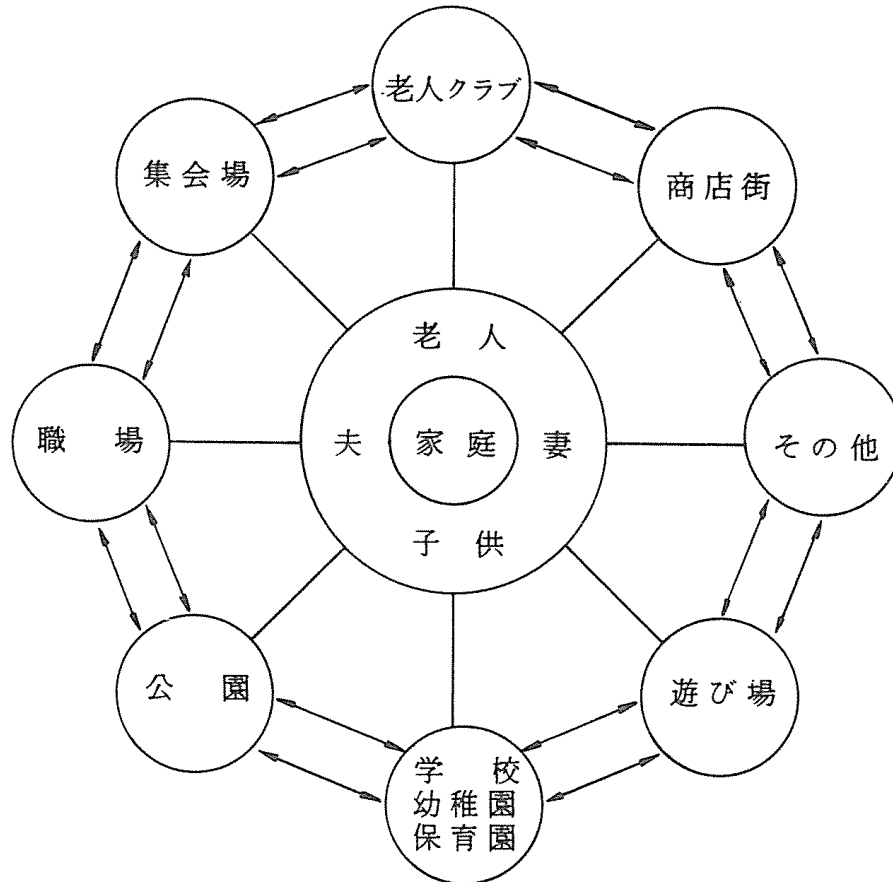 老人クラブ
集会場
商店街
老人
職場
夫
家庭
妻
その他
子供
公園
遊び場
学校
幼稚園
保育園